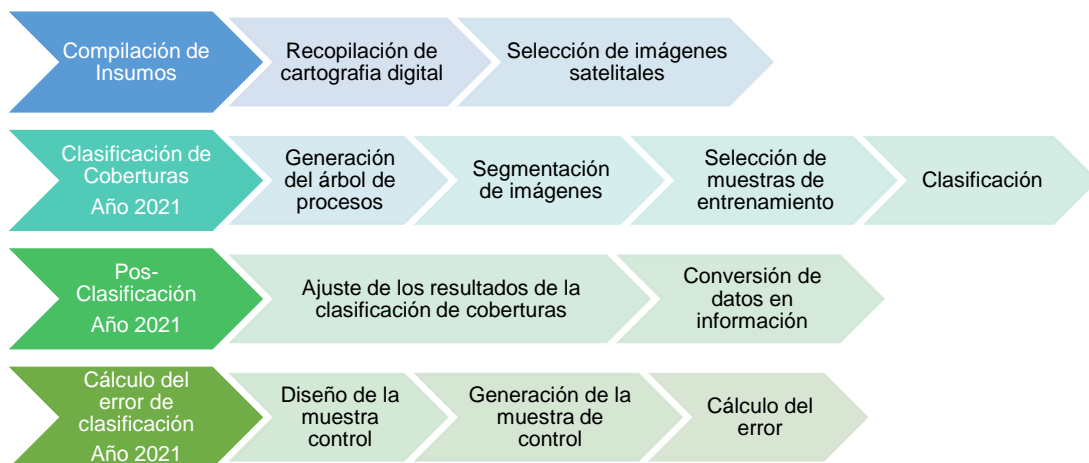 Compilación de
Insumos
Recopilación de
cartografia digital
Selección de imágenes
satelitales
Clasificación de
Coberturas
Año 2021
Generación
del árbol de
procesos
Segmentación
de imágenes
Selección de
muestras de
entrenamiento
Clasificación
Pos-
Clasificación
Año 2021
Ajuste de los resultados de la
clasificación de coberturas
Conversión de
datos en
información
Cálculo del
error de
clasificación
Año 2021
Diseño de la
muestra
control
Generación de la
muestra de
control
Cálculo del
error